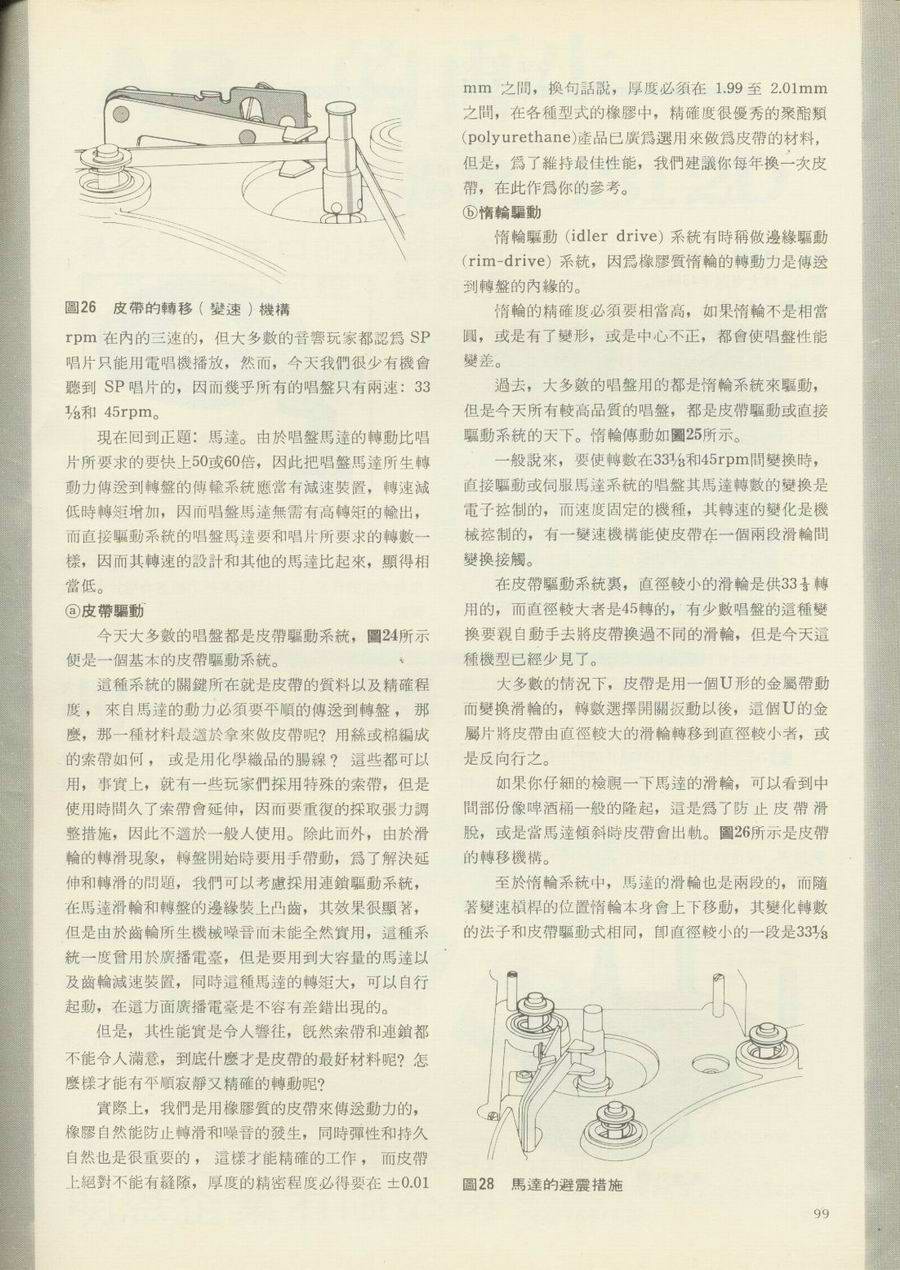 圖26　皮帶的轉移（變速）機構
rpm 在內的三速的，但大多數的音響玩家都認爲 SP
唱片只能用電唱機播放，然而，今天我們很少有機會
聽到 SP 唱片的，因而幾乎所有的唱盤只有兩速：33
⅓和 45rpm。
現在回到正題：馬達。由於唱盤馬達的轉動比唱
片所要求的要快上50或60倍，因此把唱盤馬達所生轉
動力傳送到轉盤的傳輸系統應當有減速裝置，轉速減
低時轉矩增加，因而唱盤馬達無需有高轉矩的輸出，
而直接驅動系統的唱盤馬達要和唱片所要求的轉數一
樣，因而其轉速的設計和其他的馬達比起來，顯得相
當低。
ⓐ皮帶驅動
今天大多數的唱盤都是皮帶驅動系統，圖24所示
便是一個基本的皮帶驅動系統。
這種系統的關鍵所在就是皮帶的質料以及精確程
度，來自馬達的動力必須要平順的傳送到轉盤，那
麼，那一種材料最適於拿來做皮帶呢？用絲或棉編成
的索帶如何，或是用化學織品的腸線？這些都可以
用，事實上，就有一些玩家們採用特殊的索帶，但是
使用時間久了索帶會延伸，因而要重復的採取張力調
整措施，因此不適於一般人使用。除此而外，由於滑
輪的轉滑現象，轉盤開始時要用手帶動，爲了解決延
伸和轉滑的問題，我們可以考慮採用連鎖驅動系統，
在馬達滑輪和轉盤的邊緣裝上凸齒，其效果很顯著，
但是由於齒輪所生機械噪音而未能全然實用，這種系
統一度曾用於廣播電臺，但是要用到大容量的馬達以
及齒輪減速裝置，同時這種馬達的轉矩大，可以自行
起動，在這方面廣播電臺是不容有差錯出現的。
但是，其性能實是令人響往，旣然索帶和連鎖都
不能令人滿意，到底什麼才是皮帶的最好材料呢？怎
麼樣才能有平順寂靜又精確的轉動呢？
實際上，我們是用橡膠質的皮帶來傳送動力的，
橡膠自然能防止轉滑和噪音的發生，同時彈性和持久
自然也是很重要的，這樣才能精確的工作，而皮帶
上絕對不能有縫隙，厚度的精密程度必得要在 ±0.01
mm 之間，換句話說，厚度必須在 1.99 至 2.01mm
之間，在各種型式的橡膠中，精確度很優秀的聚酯類
(polyurethane)產品已廣爲選用來做爲皮帶的材料，
但是，爲了維持最佳性能，我們建議你每年換一次皮
帶，在此作爲你的參考。
ⓑ惰輪驅動
惰輪驅動 (idler drive) 系統有時稱做邊緣驅動
(rim-drive) 系統，因爲橡膠質惰輪的轉動力是傳送
到轉盤的內緣的。
惰輪的精確度必須要相當高，如果惰輪不是相當
圓，或是有了變形，或是中心不正，都會使唱盤性能
變差。
過去，大多數的唱盤用的都是惰輪系統來驅動，
但是今天所有較高品質的唱盤，都是皮帶驅動或直接
驅動系統的天下。惰輪傳動如圖25所示。
一般說來，要使轉數在33⅓和45rpm間變換時，
直接驅動或伺服馬達系統的唱盤其馬達轉數的變換是
電子控制的，而速度固定的機種，其轉速的變化是機
械控制的，有一變速機構能使皮帶在一個兩段滑輪間
變換接觸。
在皮帶驅動系統裏，直徑較小的滑輪是供33⅓轉
用的，而直徑較大者是45轉的，有少數唱盤的這種變
換要親自動手去將皮帶換過不同的滑輪，但是今天這
種機型已經少見了。
大多數的情況下，皮帶是用一個U形的金屬帶動
而變換滑輪的，轉數選擇開關扳動以後，這個U的金
屬片將皮帶由直徑較大的滑輪轉移到直徑較小者，或
是反向行之。
如果你仔細的檢視一下馬達的滑輪，可以看到中
間部份像啤酒桶一般的隆起，這是爲了防止皮帶滑
脫，或是當馬達傾斜時皮帶會出軌。圖26所示是皮帶
的轉移機構。
至於惰輪系統中，馬達的滑輪也是兩段的，而隨
著變速槓桿的位置惰輪本身會上下移動，其變化轉數
的法子和皮帶驅動式相同，卽直徑較小的一段是33⅓
圖28　馬達的避震措施
99